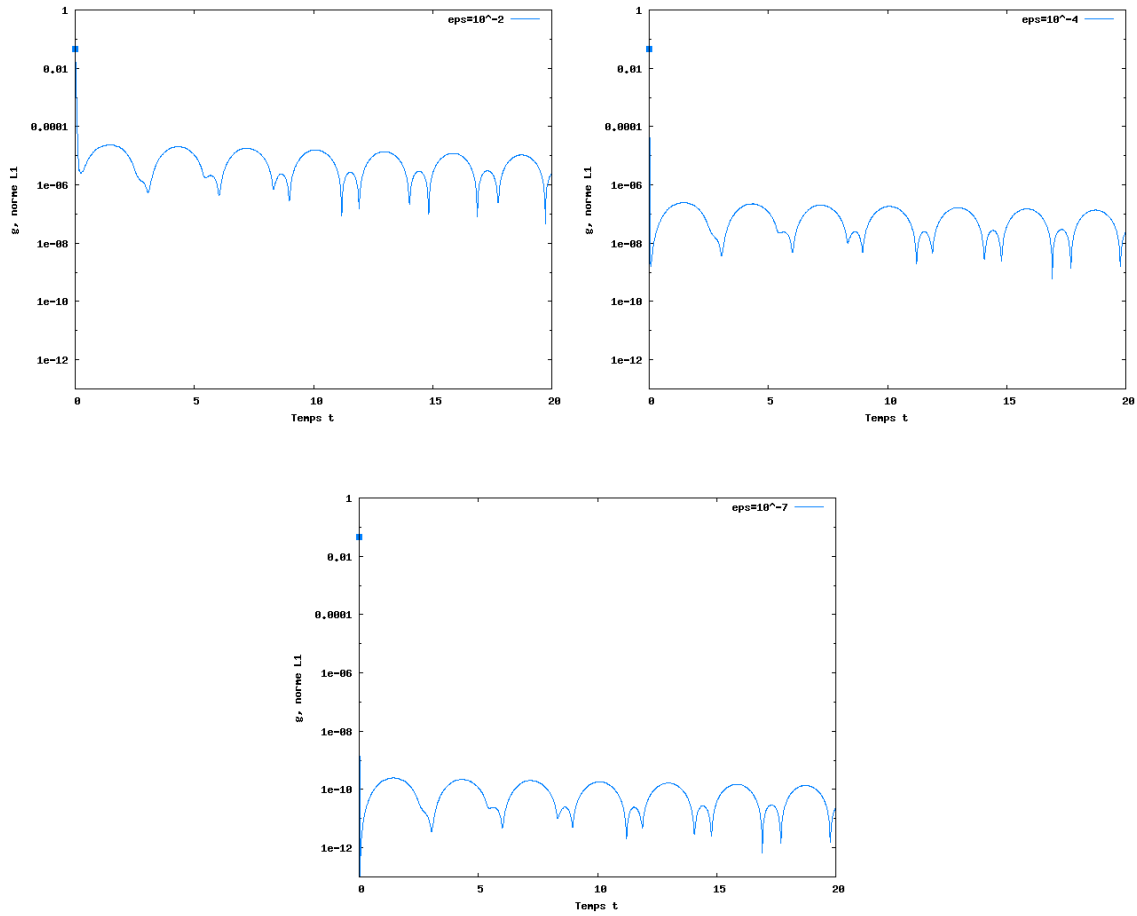 eps=10^-2
1
0.01
0.0001
1e-06
1e-08
1e-10
1e-12
g, norme L1
0 5 10 15 20
Temps t
eps=10^-4
1
0.01
0.0001
1e-06
1e-08
1e-10
1e-12
g, norme L1
0 5 10 15 20
Temps t
eps=10^-7
1
0.01
0.0001
1e-06
1e-08
1e-10
1e-12
g, norme L1
0 5 10 15 20
Temps t